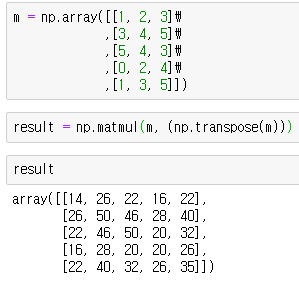 m = np.array([[1, 2, 3]₩
,[3, 4, 5]₩
,[5, 4, 3]₩
,[0, 2, 4]₩
,[1, 3, 5]])
result = np.matmul(m, (np.transpose(m)))
result
array([[14, 26, 22, 16, 22],
[26, 50, 46, 28, 40],
[22, 46, 50, 20, 32],
[16, 28, 20, 20, 26],
[22, 40, 32, 26, 35]])